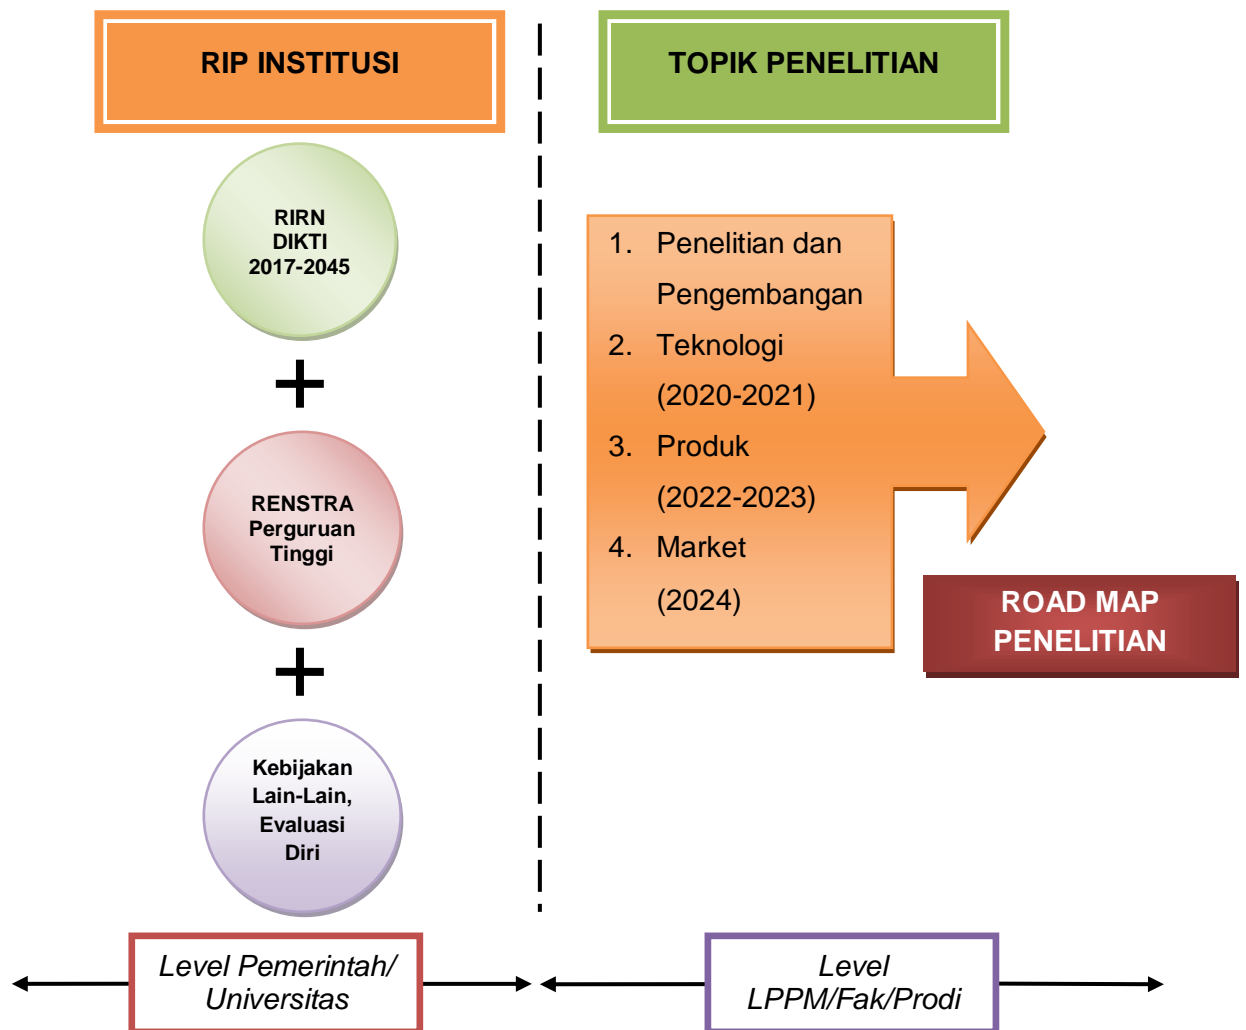 RIP INSTITUSI
TOPIK PENELITIAN
RIRN
DIKTI
2017-2045
+
RENSTRA
Perguruan
Tinggi
+
Kebijakan
Lain-Lain,
Evaluasi
Diri
1. Penelitian dan
Pengembangan
2. Teknologi
(2020-2021)
3. Produk
(2022-2023)
4. Market
(2024)
ROAD MAP
PENELITIAN
Level Pemerintah/
Universitas
Level
LPPM/Fak/Prodi